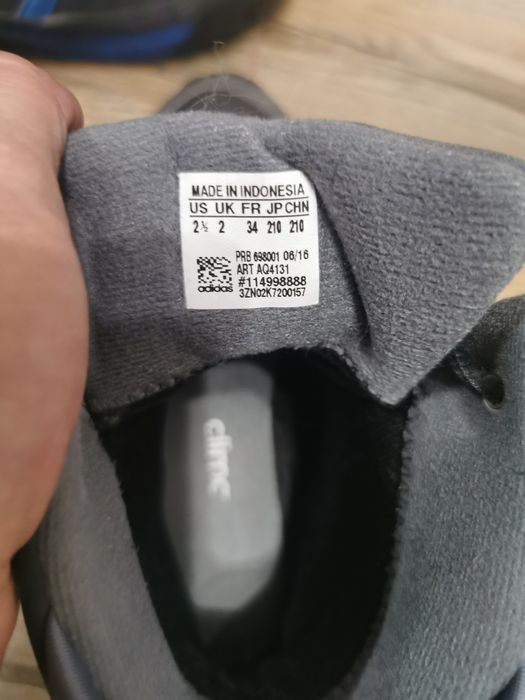 MADE IN INDONESIA
US UK FR JP CHN
2½ 2 34 210 210
PRB 698001 06/16
ART AQ4131
#114998888
3ZN02K7200157
adidas
clima